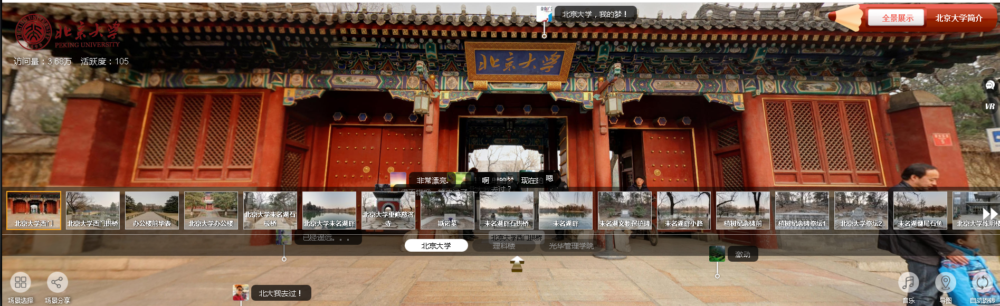 北京大学
PEKING UNIVERSITY
1898
访问量：3.68万 活跃度：105
北京大学，我的梦！
全景展示
北京大学简介
北京大学
VR
非常漂亮.
啊
现在的
嗯
我去过？
北京大学西门
北京大学西门拱桥
办公楼前华表
北京大学办公楼
北京大学未名湖石
板桥
北京大学未名湖畔
北京大学重修慈济
寺
斯诺墓
未名湖畔石拱桥
未名湖畔
未名湖文物保护碑
未名湖畔小路
植树纪念碑前
植树纪念碑祭坛1
北京大学祭坛2
未名湖翻尾石鱼
北京大学陈明楼
已经遥远。。。
北京大学西门拱桥
北京大学
理科楼
光华管理学院
激动
北大我去过！
场景选择
场景分享
音乐
导图
自动旋转